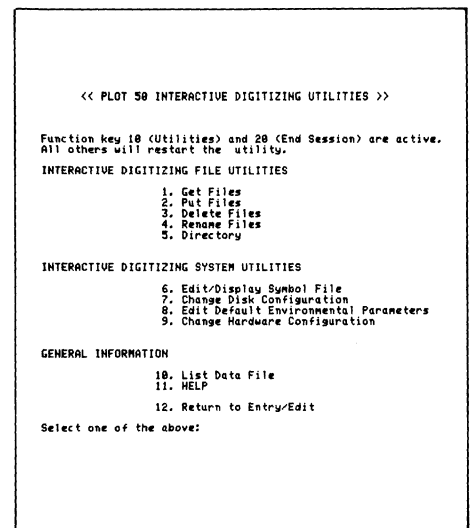 << PLOT 50 INTERACTIVE DIGITIZING UTILITIES >>
Function key 10 (Utilities) and 20 (End Session) are active.
All others will restart the utility.
INTERACTIVE DIGITIZING FILE UTILITIES
1. Get Files
2. Put Files
3. Delete Files
4. Rename Files
5. Directory
INTERACTIVE DIGITIZING SYSTEM UTILITIES
6. Edit/Display Symbol File
7. Change Disk Configuration
8. Edit Default Environmental Parameters
9. Change Hardware Configuration
GENERAL INFORMATION
10. List Data File
11. HELP
12. Return to Entry/Edit
Select one of the above: